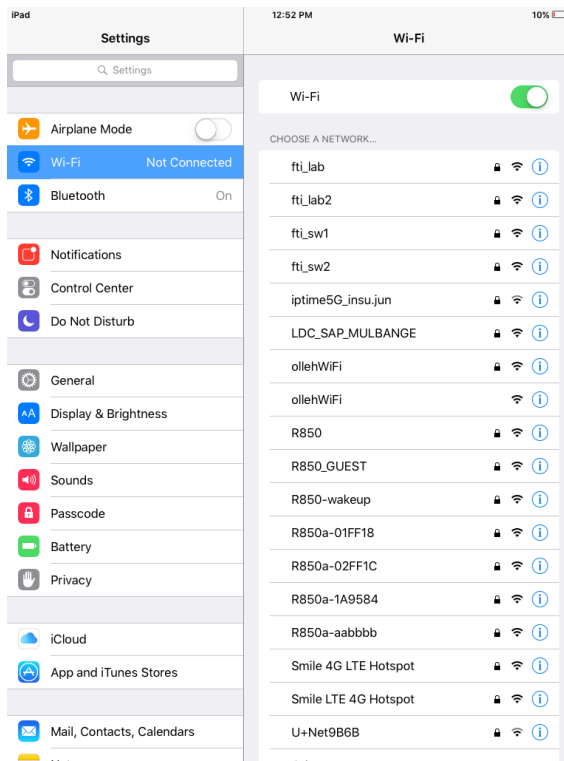 iPad 12:52 PM 10%
Settings
Wi-Fi
Settings
Airplane Mode
Wi-Fi Not Connected
Bluetooth On
Notifications
Control Center
Do Not Disturb
General
AA Display & Brightness
Wallpaper
Sounds
Passcode
Battery
Privacy
iCloud
App and iTunes Stores
Mail, Contacts, Calendars
Wi-Fi
CHOOSE A NETWORK...
fti_lab
fti_lab2
fti_sw1
fti_sw2
iptime5G_insu.jun
LDC_SAP_MULBANGE
ollehWiFi
ollehWiFi
R850
R850_GUEST
R850-wakeup
R850a-01FF18
R850a-02FF1C
R850a-1A9584
R850a-aabbbb
Smile 4G LTE Hotspot
Smile LTE 4G Hotspot
U+Net9B6B